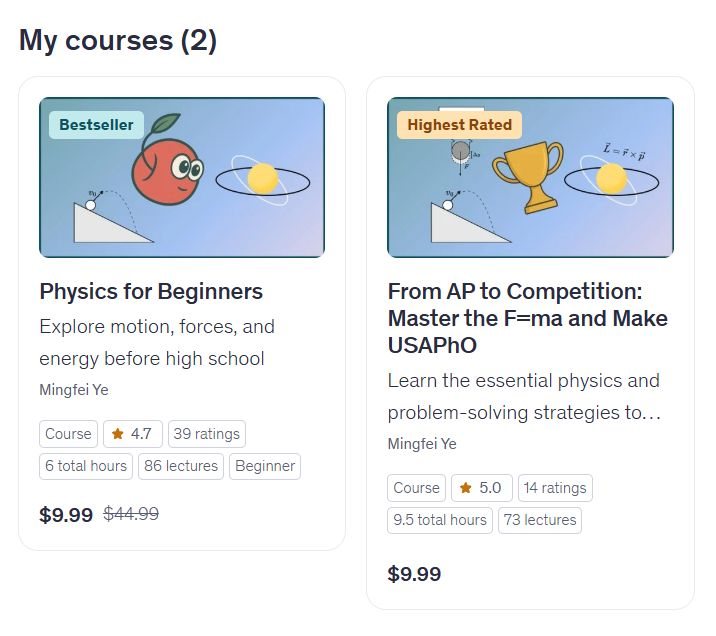 My courses (2)
Bestseller
v₀
Physics for Beginners
Explore motion, forces, and
energy before high school
Mingfei Ye
Course
4.7
39 ratings
6 total hours
86 lectures
Beginner
$9.99 $44.99
Highest Rated
L⃗ = r⃗ × p⃗
v₀
From AP to Competition:
Master the F=ma and Make
USAPhO
Learn the essential physics and
problem-solving strategies to...
Mingfei Ye
Course
5.0
14 ratings
9.5 total hours
73 lectures
$9.99